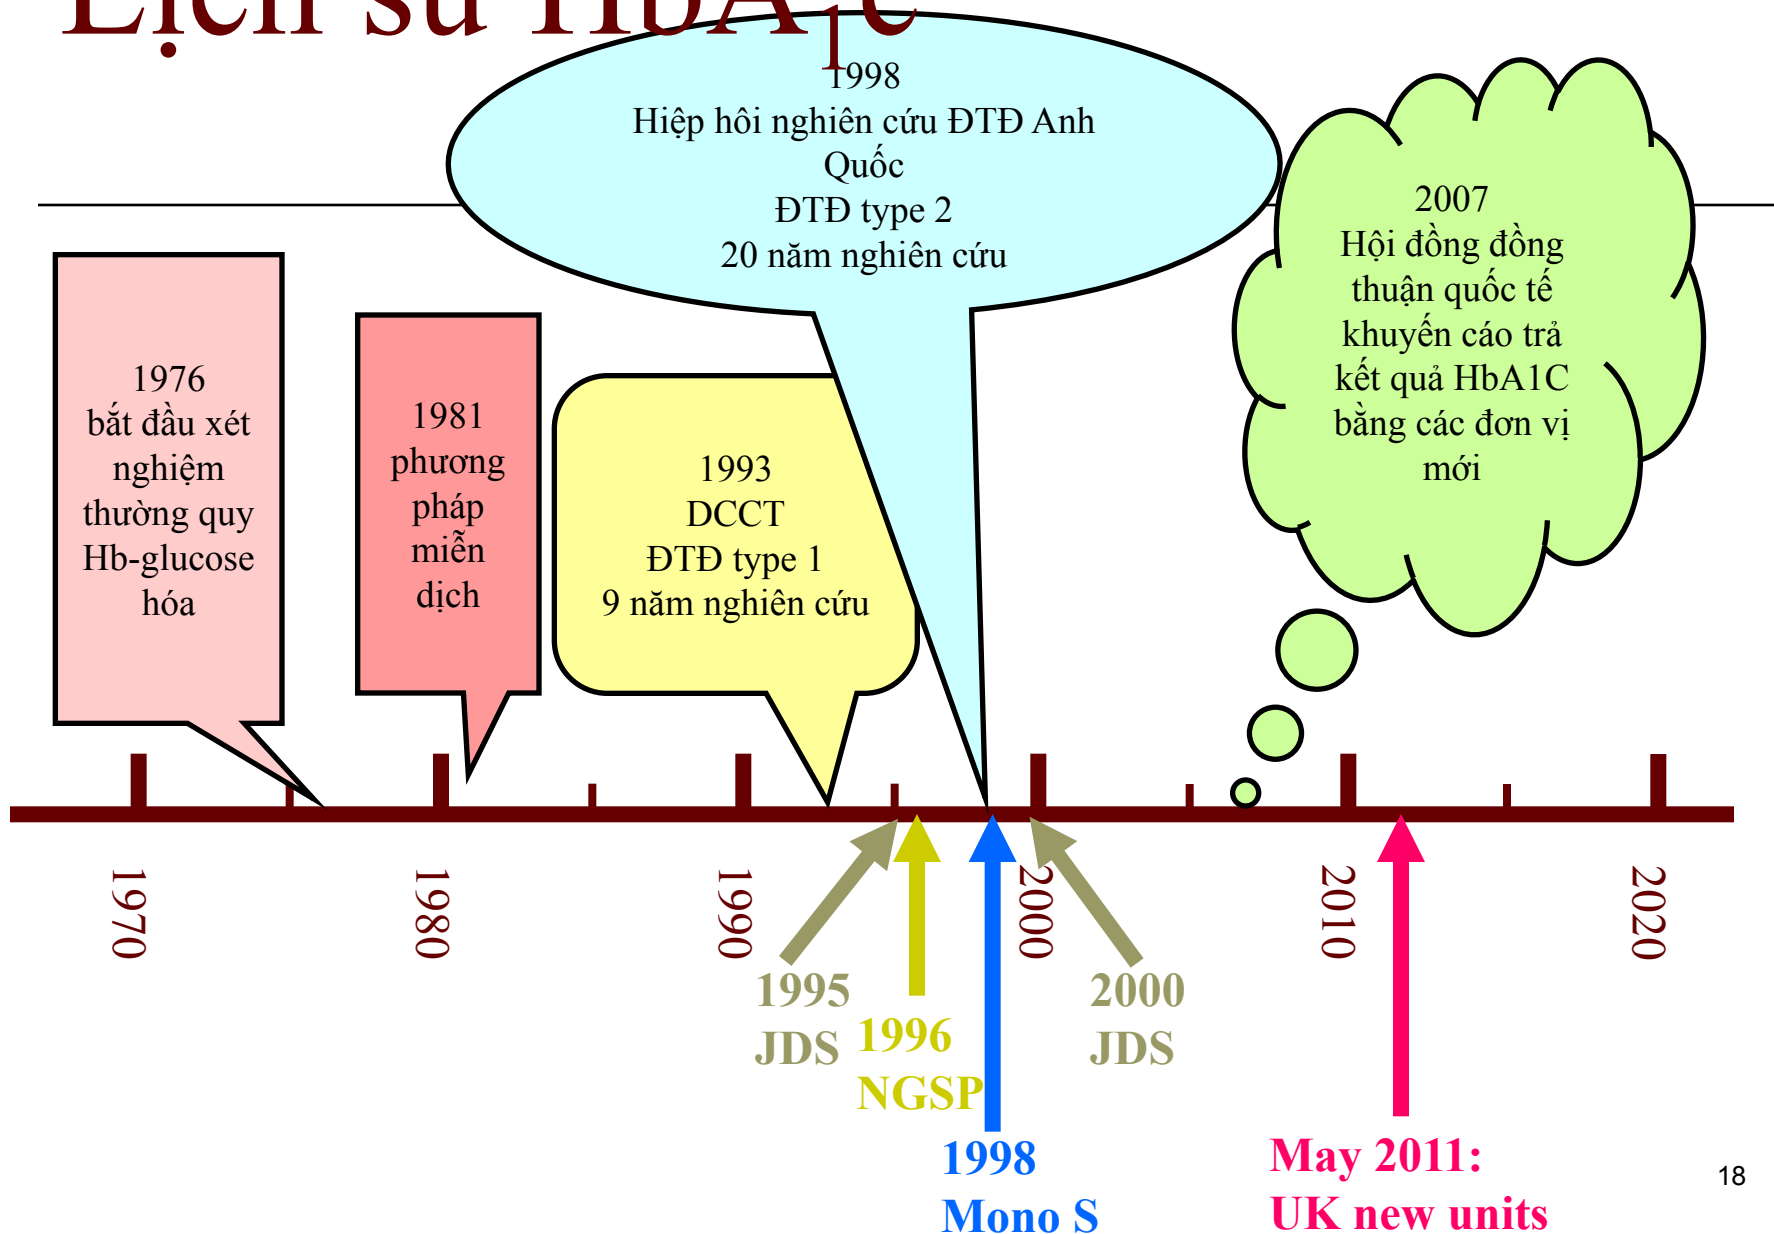 Lịch sử HbA1c
1998
Hiệp hôi nghiên cứu ĐTĐ Anh
Quốc
ĐTĐ type 2
20 năm nghiên cứu
2007
Hội đồng đồng
thuận quốc tế
khuyến cáo trả
kết quả HbA1C
bằng các đơn vị
mới
1976
bắt đầu xét
nghiệm
thường quy
Hb-glucose
hóa
1981
phương
pháp
miễn
dịch
1993
DCCT
ĐTĐ type 1
9 năm nghiên cứu
1970
1980
1990
2000
2010
2020
1995
JDS
1996
NGSP
2000
JDS
1998
Mono S
May 2011:
UK new units
18